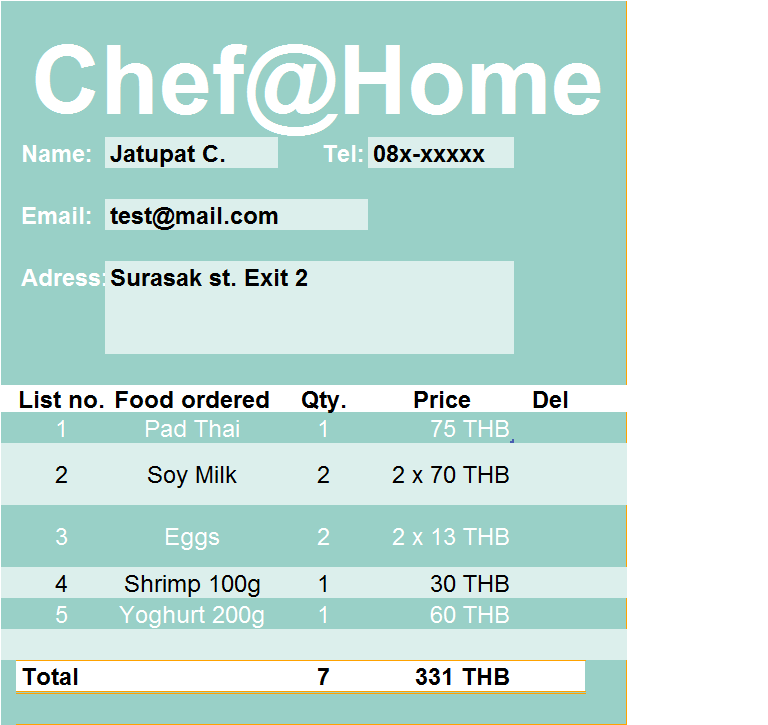 Chef@Home
Name: Jatupat C. Tel: 08x-xxxxx
Email: test@mail.com
Adress: Surasak st. Exit 2
List no. Food ordered Qty. Price Del
1 Pad Thai 1 75 THB
2 Soy Milk 2 2 x 70 THB
3 Eggs 2 2 x 13 THB
4 Shrimp 100g 1 30 THB
5 Yoghurt 200g 1 60 THB
Total 7 331 THB